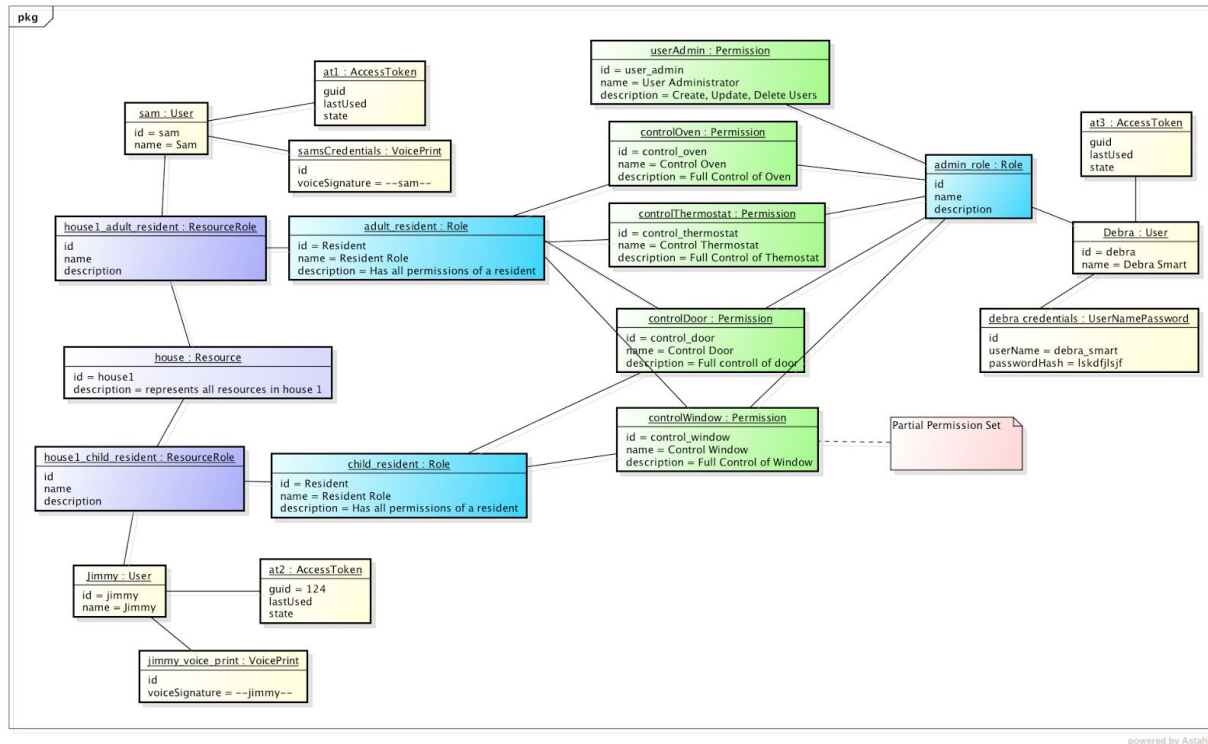 pkg
userAdmin : Permission
id = user_admin
name = User Administrator
description = Create, Update, Delete Users
at1 : AccessToken
guid
lastUsed
state
sam : User
id = sam
name = Sam
samsCredentials : VoicePrint
id
voiceSignature = --sam--
controlOven : Permission
id = control_oven
name = Control Oven
description = Full Control of Oven
at3 : AccessToken
guid
lastUsed
state
admin_role : Role
id
name
description
house1_adult_resident : ResourceRole
id
name
description
adult_resident : Role
id = Resident
name = Resident Role
description = Has all permissions of a resident
controlThermostat : Permission
id = control_thermostat
name = Control Thermostat
description = Full Control of Themostat
Debra : User
id = debra
name = Debra Smart
controlDoor : Permission
id = control_door
name = Control Door
description = Full controll of door
debra credentials : UserNamePassword
id
userName = debra_smart
passwordHash = lskdfjlsjf
house : Resource
id = house1
description = represents all resources in house 1
controlWindow : Permission
id = control_window
name = Control Window
description = Full Control of Window
Partial Permission Set
house1_child_resident : ResourceRole
id
name
description
child_resident : Role
id = Resident
name = Resident Role
description = Has all permissions of a resident
Jimmy : User
id = jimmy
name = Jimmy
at2 : AccessToken
guid = 124
lastUsed
state
jimmy_voice_print : VoicePrint
id
voiceSignature = --jimmy--
powered by Astah